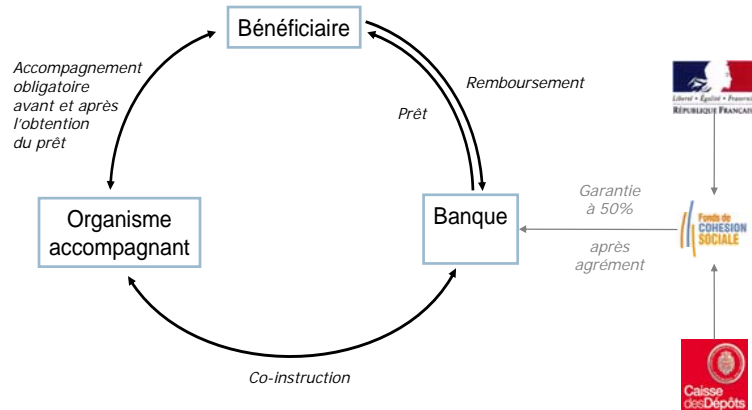 Bénéficiaire
Accompagnement
obligatoire
avant et après
l'obtention
du prêt
Remboursement
Prêt
Liberté • Égalité • Fraternité
RÉPUBLIQUE FRANÇAISE
Organisme
accompagnant
Banque
Garantie
à 50%
après
agrément
Fonds de
COHESION
SOCIALE
Co-instruction
Caisse
desDépôts